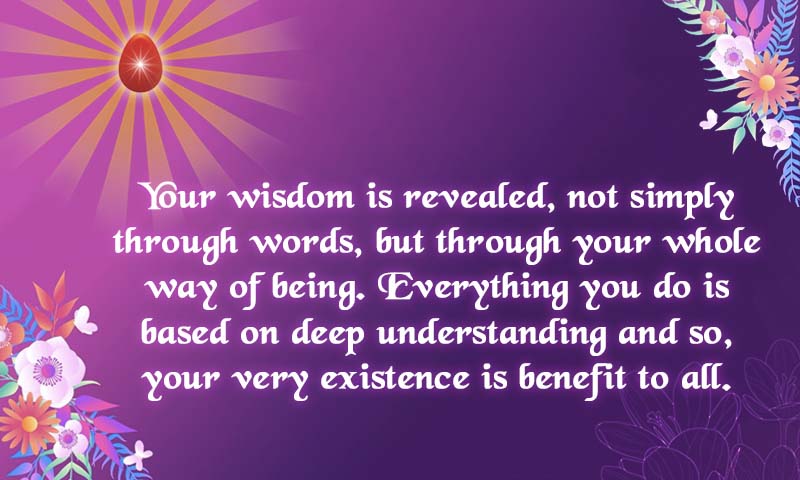 Your wisdom is revealed, not simply
through words, but through your whole
way of being. Everything you do is
based on deep understanding and so,
your very existence is benefit to all.